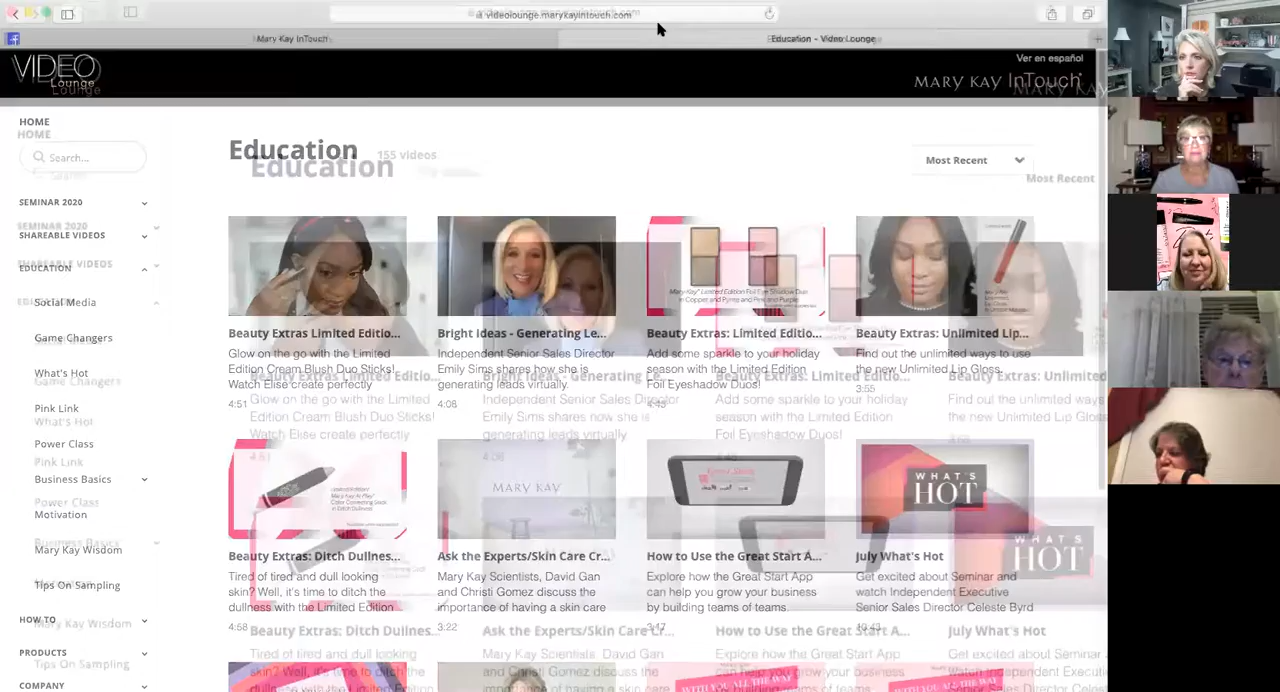 videolounge.marykayintouch.com
Mary Kay InTouch
Education - Video Lounge
VIDEO
Lounge
Ver en español
MARY KAY InTouch
HOME
Search...
SEMINAR 2020
SHAREABLE VIDEOS
EDUCATION
Social Media
Game Changers
What's Hot
Pink Link
Power Class
Business Basics
Motivation
Mary Kay Wisdom
Tips On Sampling
HOW TO
PRODUCTS
COMPANY
Education 155 videos
Most Recent
Beauty Extras Limited Editio...
Glow on the go with the Limited
Edition Cream Blush Duo Sticks!
Watch Elise create perfectly
4:51
Bright Ideas - Generating Le...
Independent Senior Sales Director
Emily Sims shares how she is
generating leads virtually.
4:08
Beauty Extras: Limited Editio...
Add some sparkle to your holiday
season with the Limited Edition
Foil Eyeshadow Duos!
Beauty Extras: Unlimited Lip...
Find out the unlimited ways to use
the new Unlimited Lip Gloss.
3:55
Beauty Extras: Ditch Dullnes...
Tired of tired and dull looking
skin? Well, it's time to ditch the
dullness with the Limited Edition
4:58
MARY KAY
Ask the Experts/Skin Care Cr...
Mary Kay Scientists, David Gan
and Christi Gomez discuss the
importance of having a skin care
3:22
How to Use the Great Start A...
Explore how the Great Start App
can help you grow your business
by building teams of teams.
3:17
WHAT'S
HOT
July What's Hot
Get excited about Seminar and
watch Independent Executive
Senior Sales Director Celeste Byrd
10:43